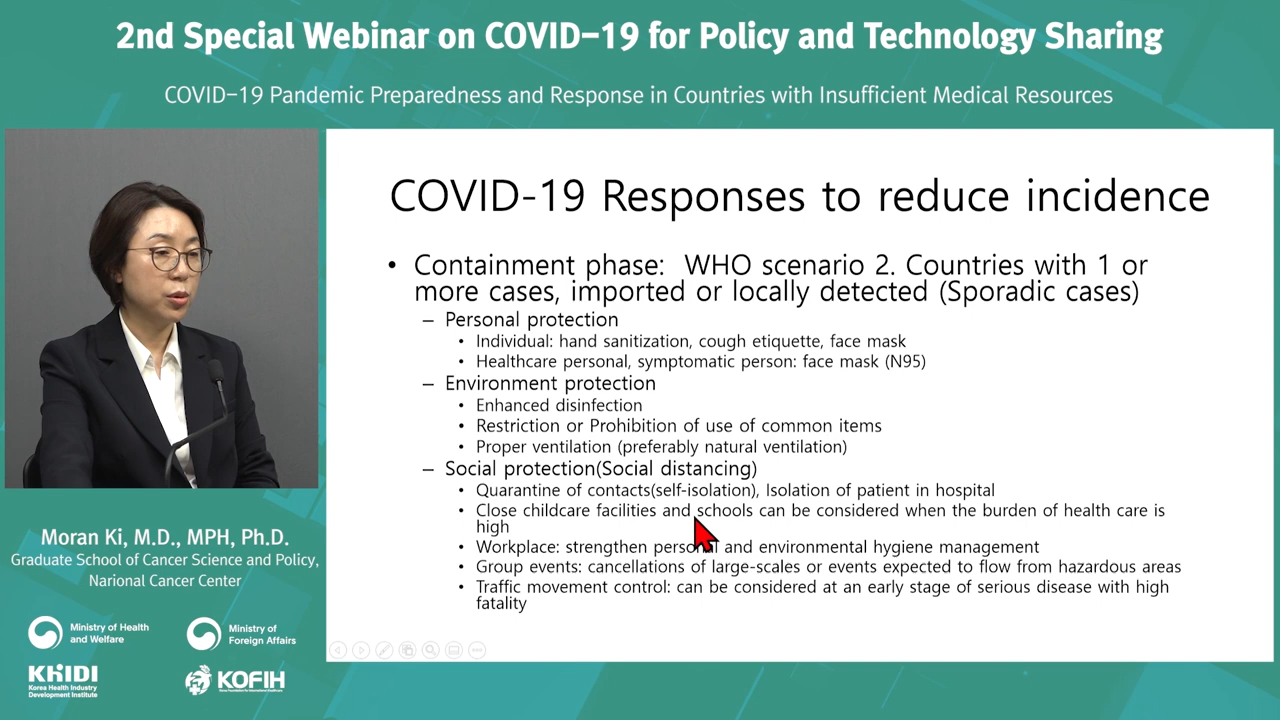 2nd Special Webinar on COVID-19 for Policy and Technology Sharing
COVID-19 Pandemic Preparedness and Response in Countries with Insufficient Medical Resources
COVID-19 Responses to reduce incidence
• Containment phase: WHO scenario 2. Countries with 1 or
more cases, imported or locally detected (Sporadic cases)
– Personal protection
• Individual: hand sanitization, cough etiquette, face mask
• Healthcare personal, symptomatic person: face mask (N95)
– Environment protection
• Enhanced disinfection
• Restriction or Prohibition of use of common items
• Proper ventilation (preferably natural ventilation)
– Social protection(Social distancing)
• Quarantine of contacts(self-isolation), Isolation of patient in hospital
• Close childcare facilities and schools can be considered when the burden of health care is
high
• Workplace: strengthen personal and environmental hygiene management
• Group events: cancellations of large-scales or events expected to flow from hazardous areas
• Traffic movement control: can be considered at an early stage of serious disease with high
fatality
Moran Ki, M.D., MPH, Ph.D.
Graduate School of Cancer Science and Policy,
Narional Cancer Center
Ministry of Health
and Welfare
Ministry of
Foreign Affairs
KHIDI
Korea Health Industry
Development Institute
KOFIH
Korea Foundation for International Healthcare